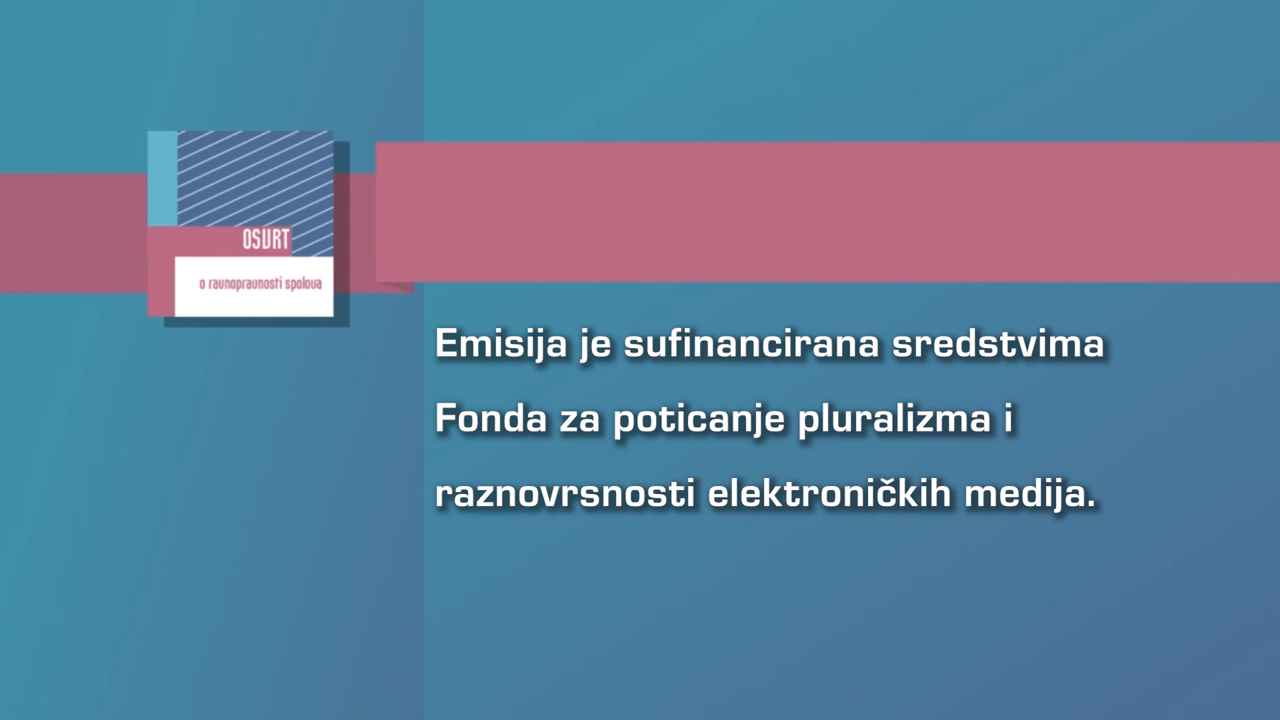 OSVRT
o ravnopravnosti spolova
Emisija je sufinancirana sredstvima
Fonda za poticanje pluralizma i
raznovrsnosti elektroničkih medija.